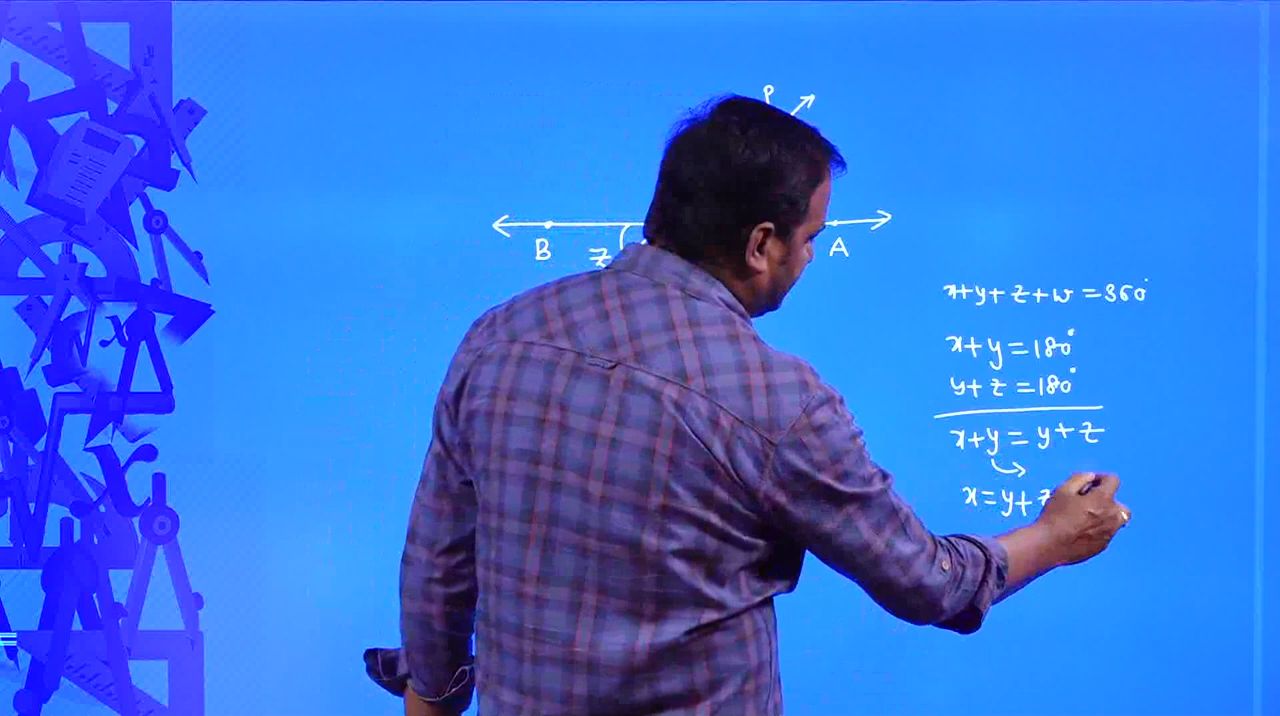 P
B
A
z
x+y+z+w=360°
x+y=180°
y+z=180°
x+y=y+z
x=y+z